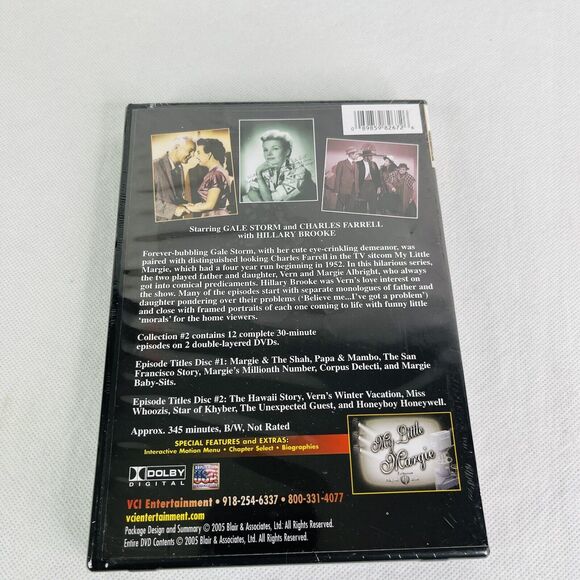 0 89859 82672 6
Starring GALE STORM and CHARLES FARRELL
with HILLARY BROOKE
Forever-bubbling Gale Storm, with her cute eye-crinkling demeanor, was
paired with distinguished looking Charles Farrell in the TV sitcom My Little
Margie, which had a four year run beginning in 1952. In this hilarious series,
the two played father and daughter, Vern and Margie Albright, who always
got into comical predicaments. Hillary Brooke was Vern's love interest on
the show. Many of the episodes start with separate monologues of father and
daughter pondering over their problems ('Believe me...I've got a problem')
and close with framed portraits of each one coming to life with funny little
'morals' for the home viewers.
Collection #2 contains 12 complete 30-minute
episodes on 2 double-layered DVDs.
Episode Titles Disc #1: Margie & The Shah, Papa & Mambo, The San
Francisco Story, Margie's Millionth Number, Corpus Delecti, and Margie
Baby-Sits.
Episode Titles Disc #2: The Hawaii Story, Vern's Winter Vacation, Miss
Whoozis, Star of Khyber, The Unexpected Guest, and Honeyboy Honeywell.
Approx. 345 minutes, B/W, Not Rated
SPECIAL FEATURES and EXTRAS:
Interactive Motion Menu • Chapter Select • Biographies
My Little
Margie
DOLBY
DIGITAL
VCI Entertainment • 918-254-6337 • 800-331-4077
vcientertainment.com
Package Design and Summary © 2005 Blair & Associates, Ltd. All Rights Reserved.
Entire DVD Contents © 2005 Blair & Associates, Ltd. All Rights Reserved.